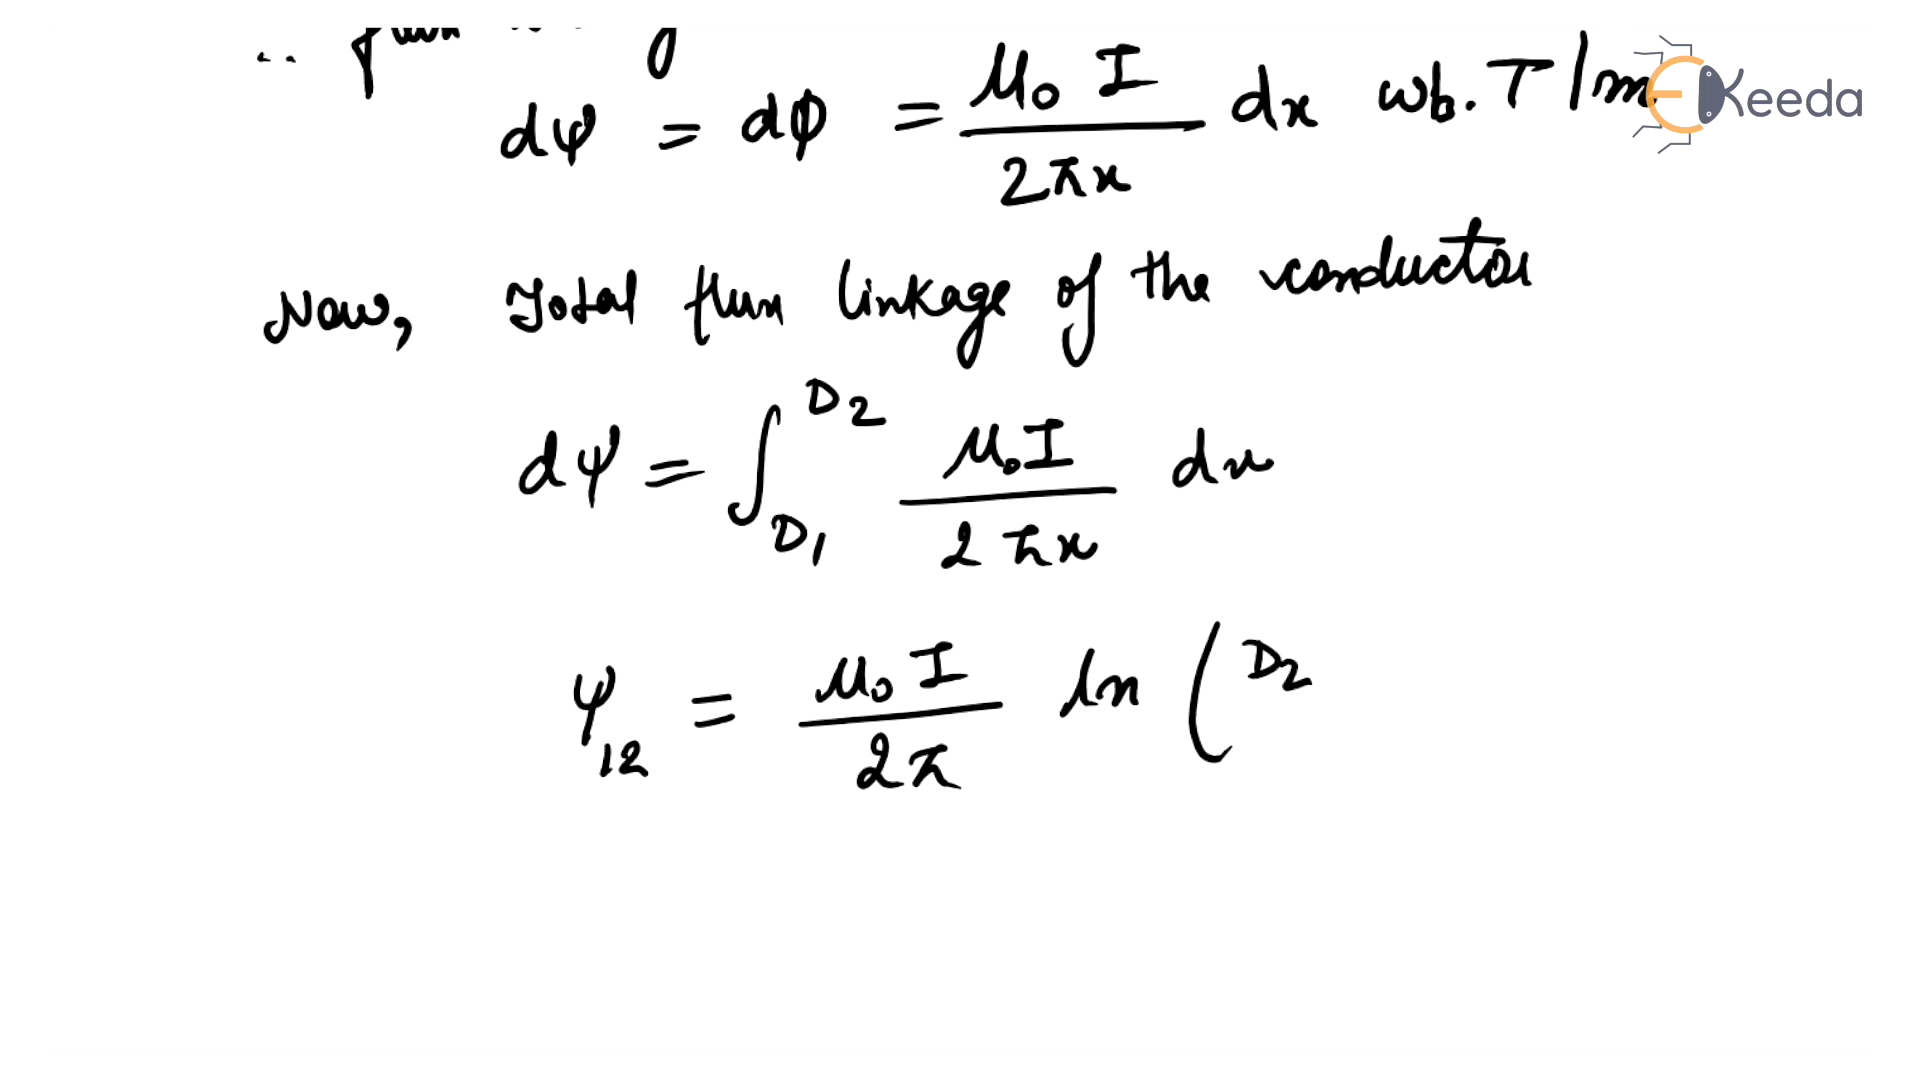 dψ = dφ = μ₀ I / 2πx dx wb. T/m
Keeda
Now, Total flux linkage of the conductor
dψ = ∫_D1^D2 μ₀I / 2πx dx
ψ₁₂ = μ₀ I / 2π ln ( D2